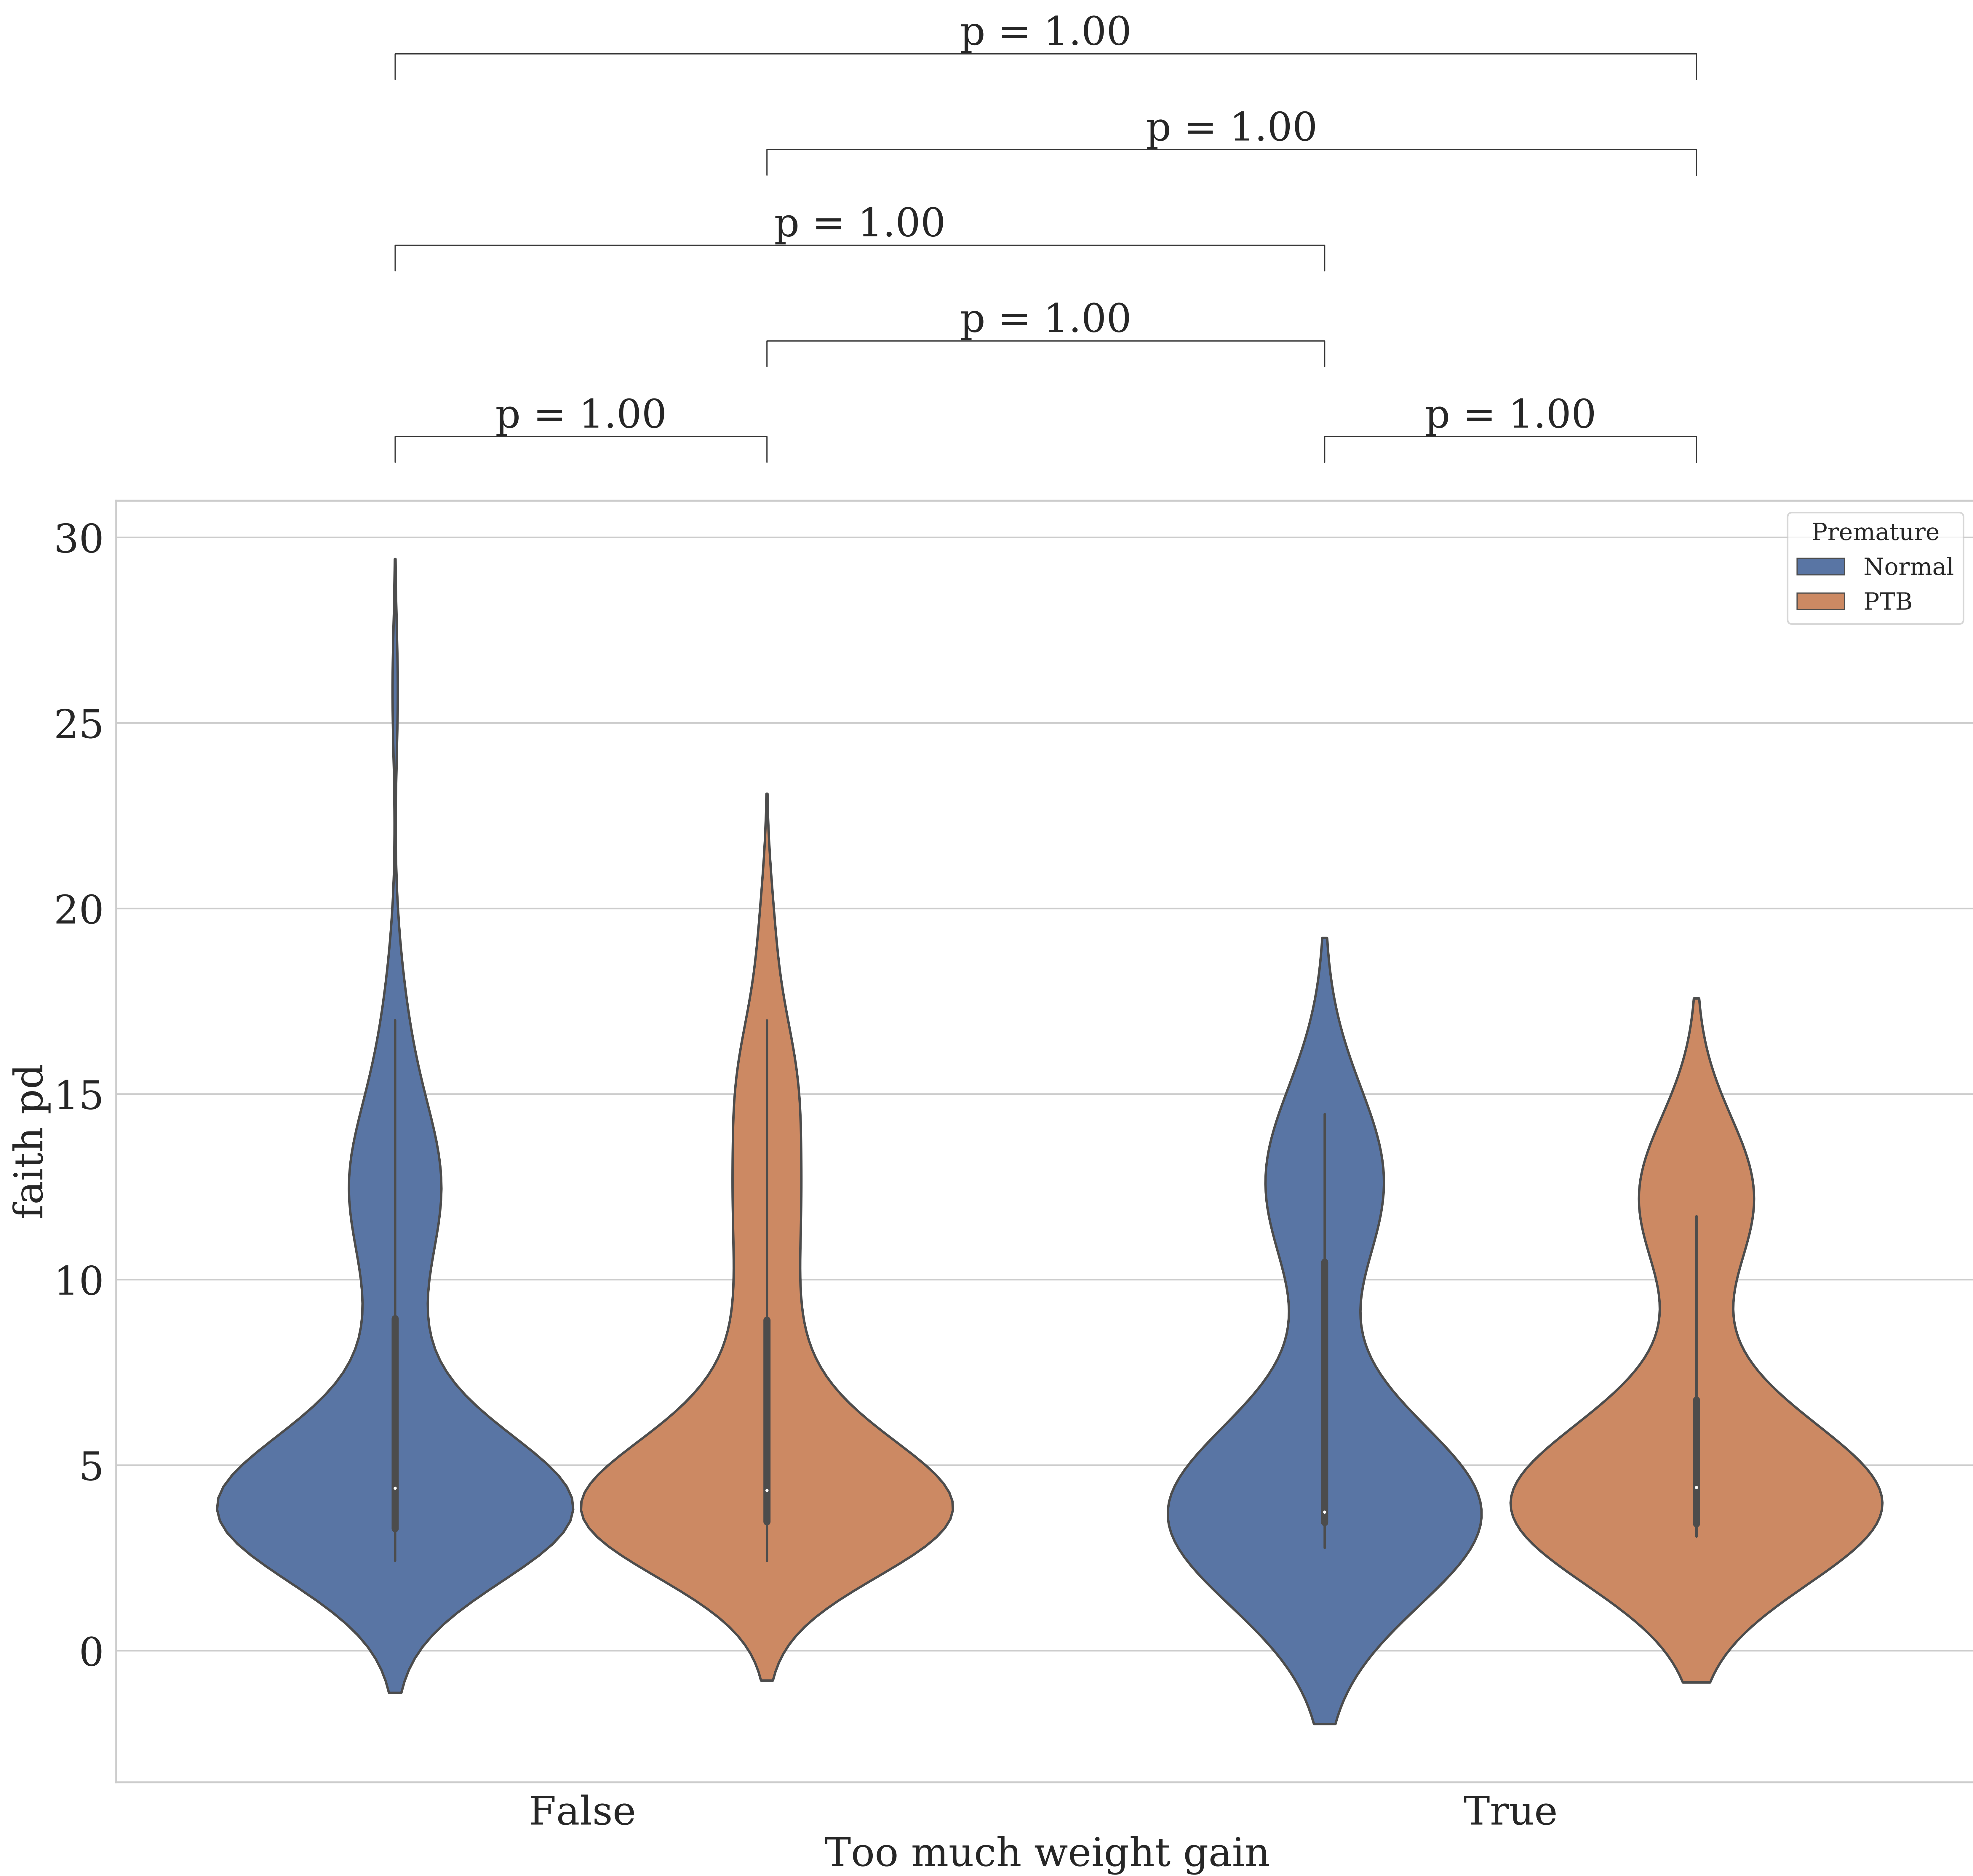 p = 1.00
p = 1.00
p = 1.00
p = 1.00
p = 1.00 p = 1.00
Premature
Normal
PTB
30
25
20
15
10
5
0
faith pd
False True
Too much weight gain